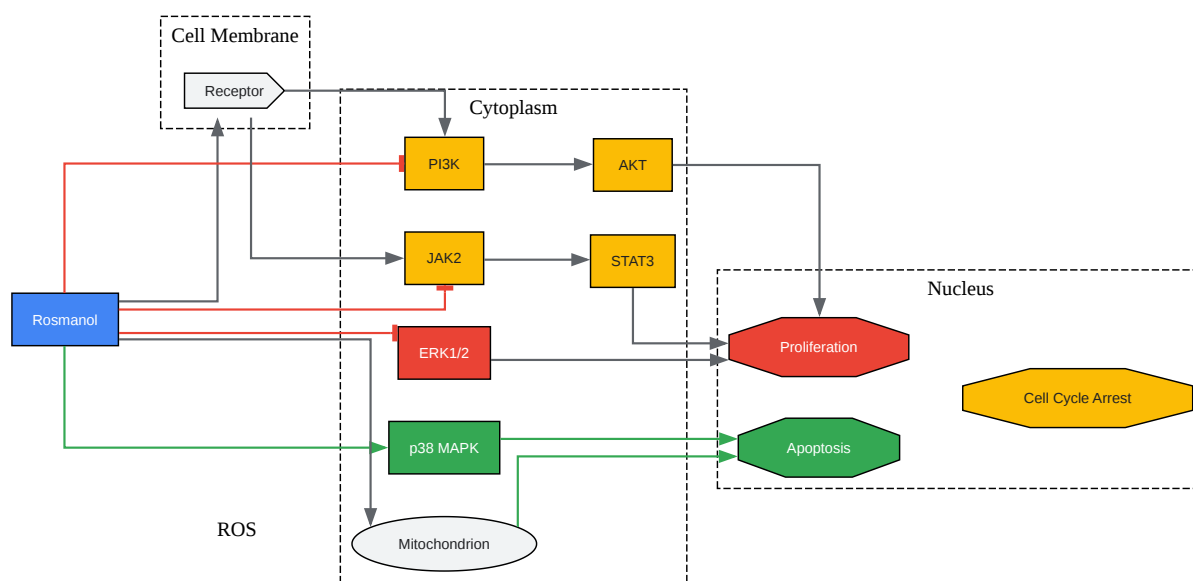 Cell Membrane
Receptor
Cytoplasm
PI3K
AKT
JAK2
STAT3
Nucleus
Rosmanol
ERK1/2
Proliferation
Cell Cycle Arrest
p38 MAPK
Apoptosis
ROS
Mitochondrion